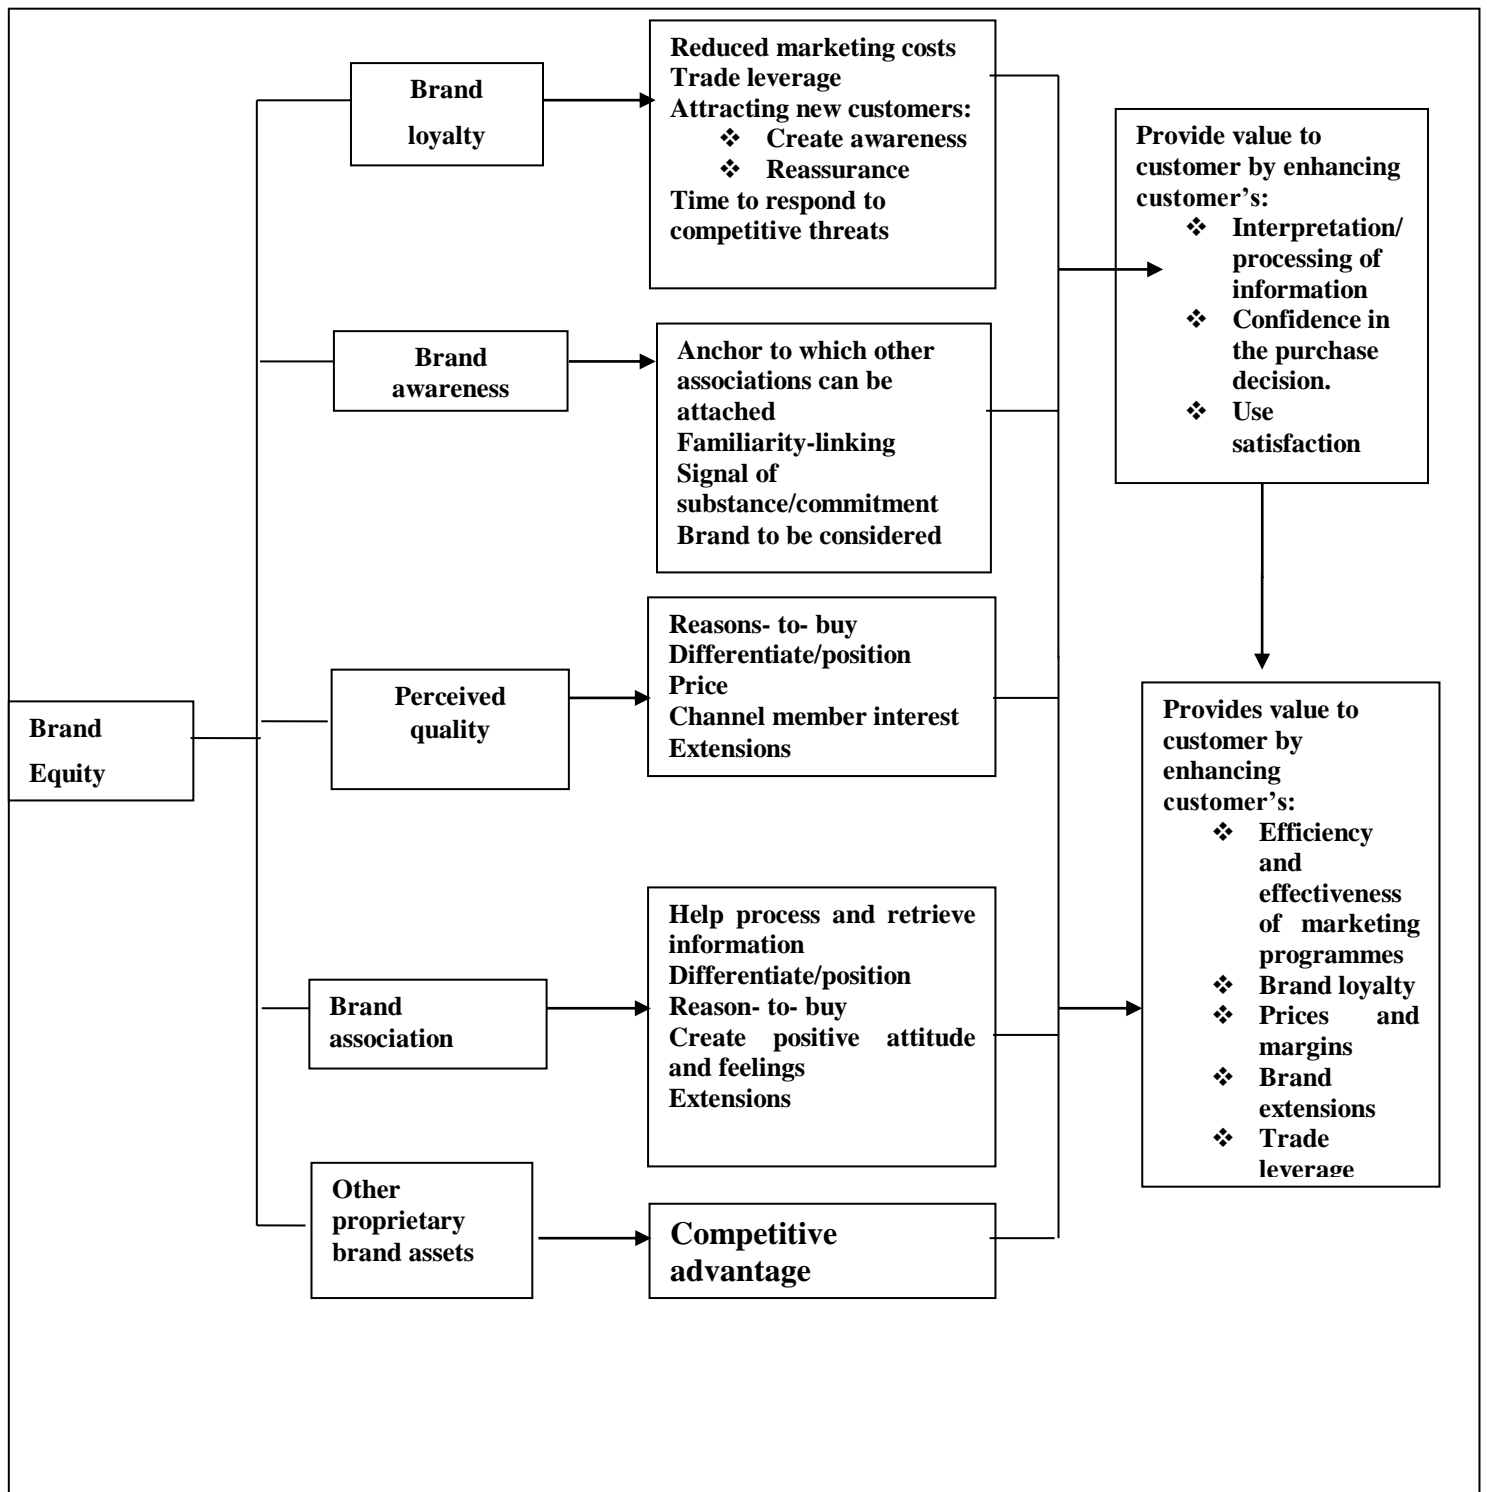 Brand
Equity
Brand
loyalty
Reduced marketing costs
Trade leverage
Attracting new customers:
❖ Create awareness
❖ Reassurance
Time to respond to
competitive threats
Brand
awareness
Anchor to which other
associations can be
attached
Familiarity-linking
Signal of
substance/commitment
Brand to be considered
Perceived
quality
Reasons- to- buy
Differentiate/position
Price
Channel member interest
Extensions
Brand
association
Help process and retrieve
information
Differentiate/position
Reason- to- buy
Create positive attitude
and feelings
Extensions
Other
proprietary
brand assets
Competitive
advantage
Provide value to
customer by enhancing
customer’s:
❖ Interpretation/
processing of
information
❖ Confidence in
the purchase
decision.
❖ Use
satisfaction
Provides value to
customer by
enhancing
customer’s:
❖ Efficiency
and
effectiveness
of marketing
programmes
❖ Brand loyalty
❖ Prices and
margins
❖ Brand
extensions
❖ Trade
leverage